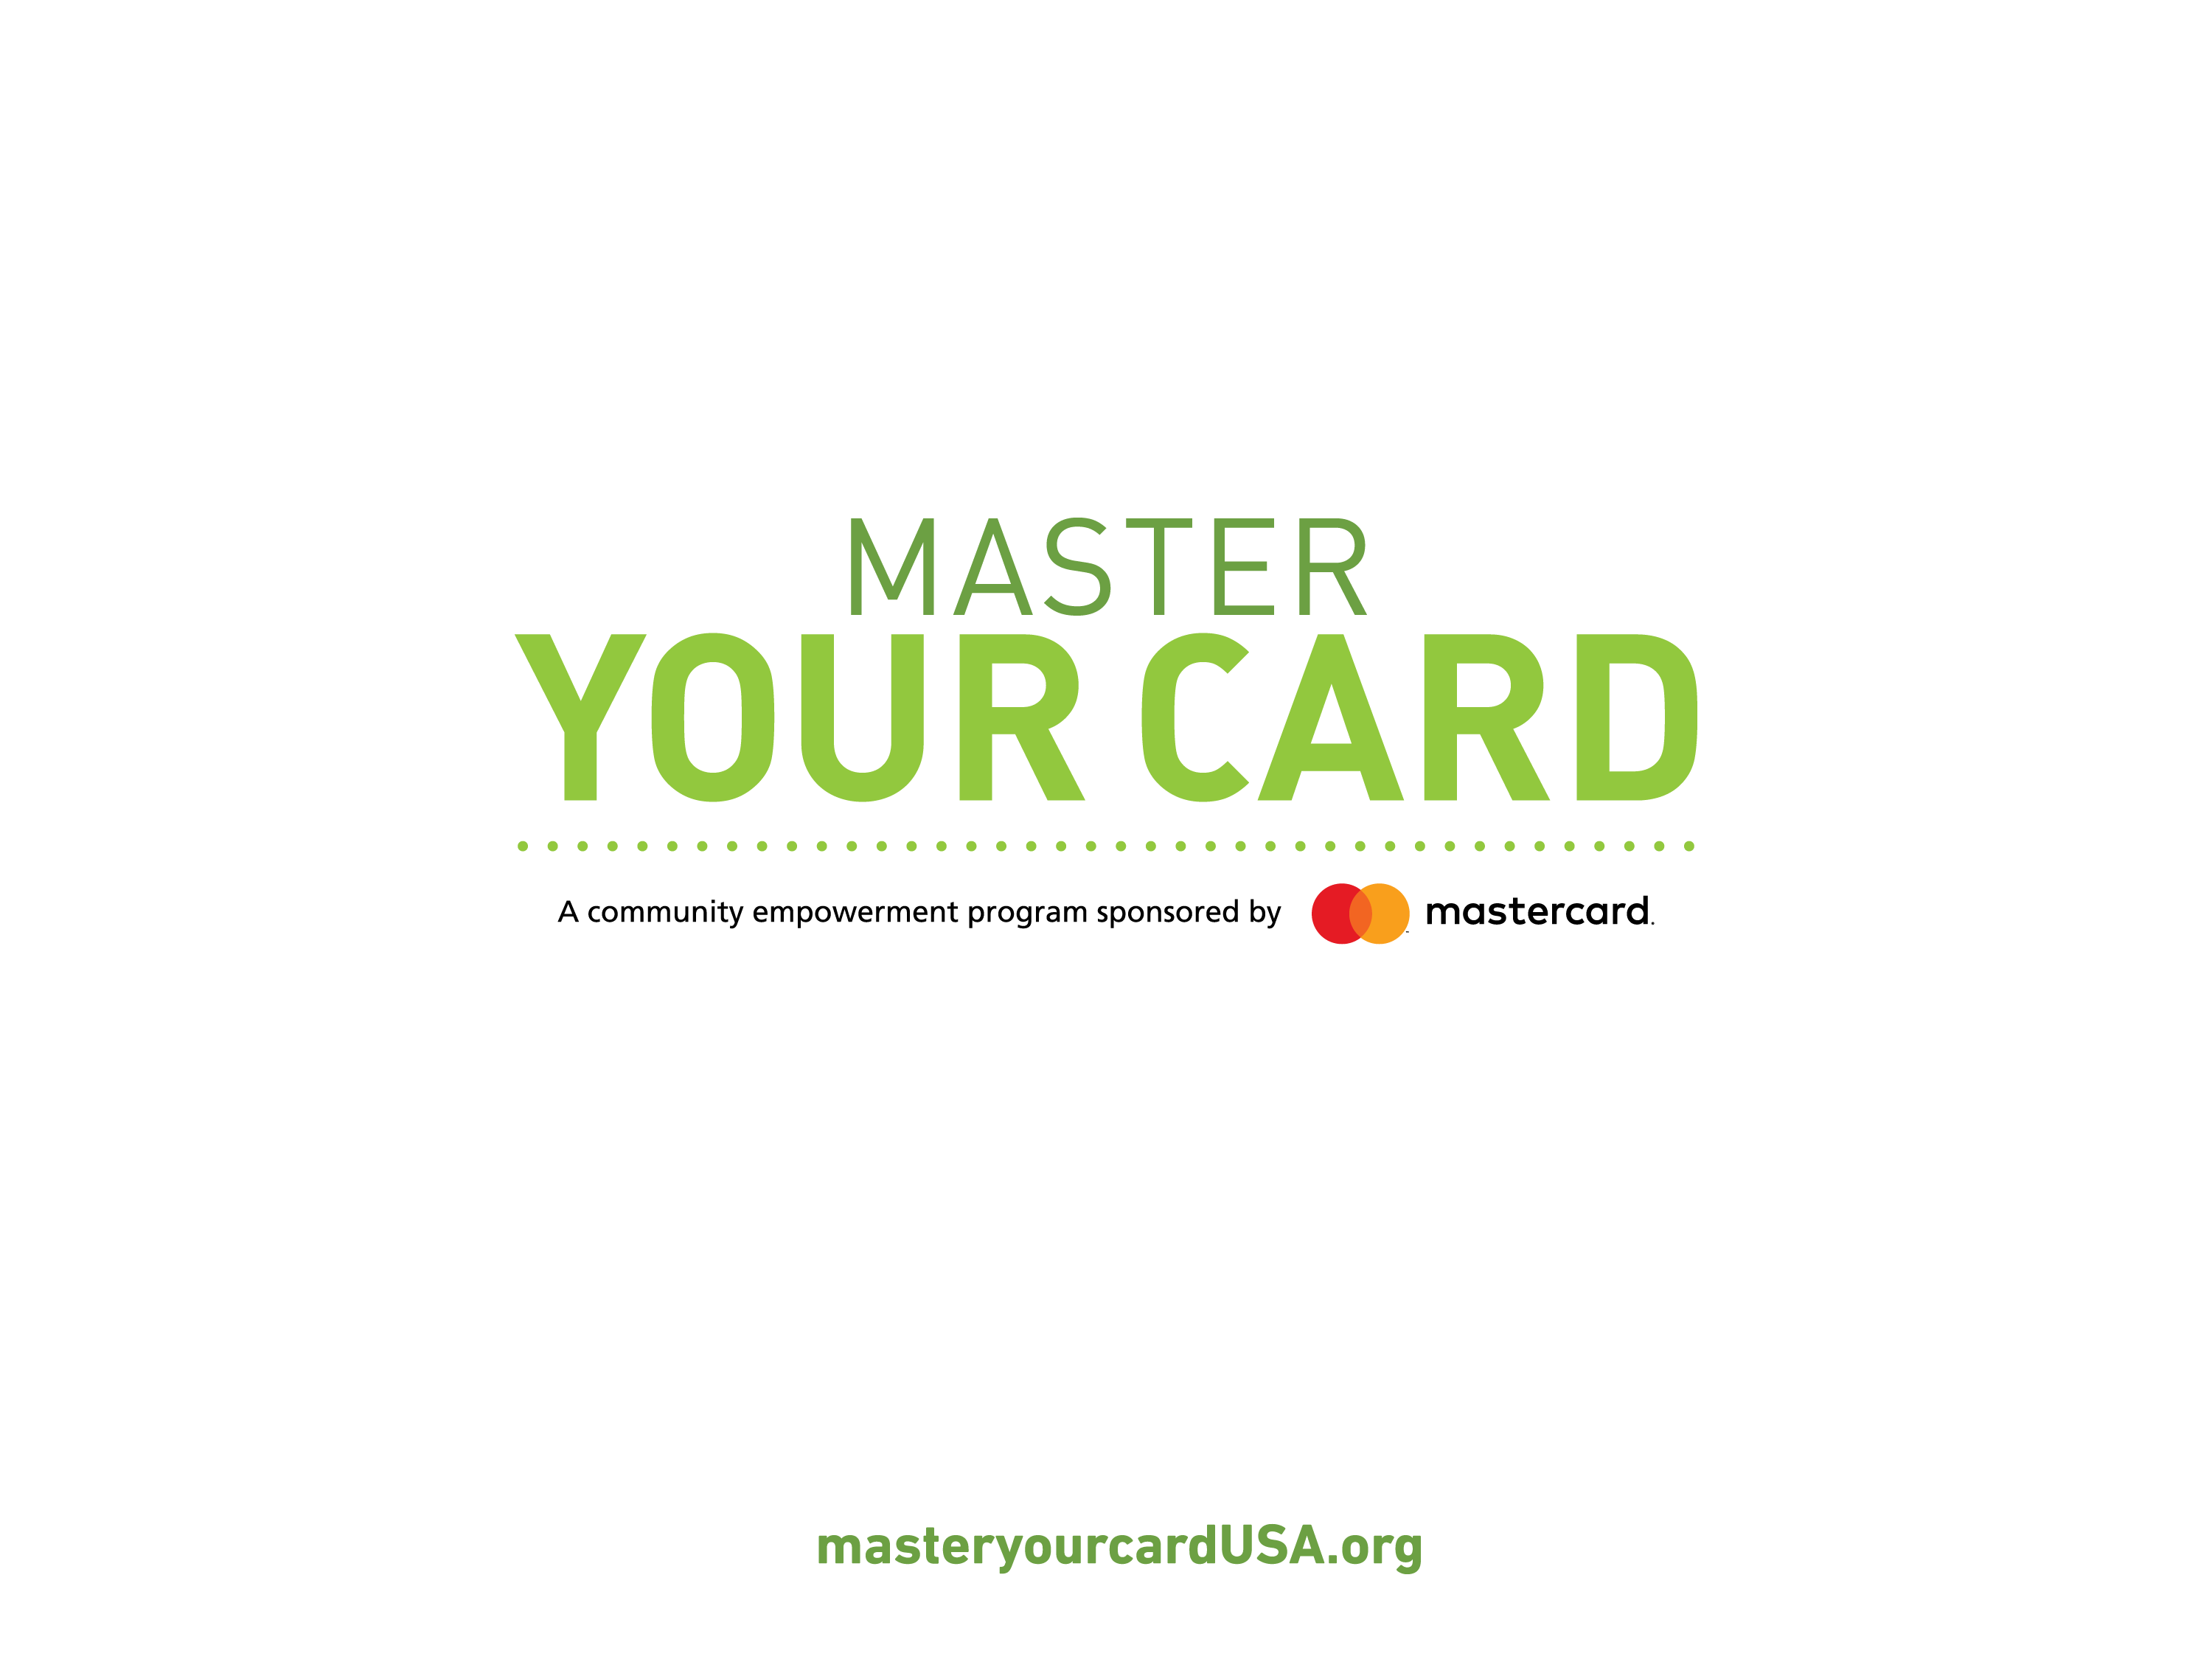 MASTER
YOUR CARD
A community empowerment program sponsored by mastercard.
masteryourcardUSA.org